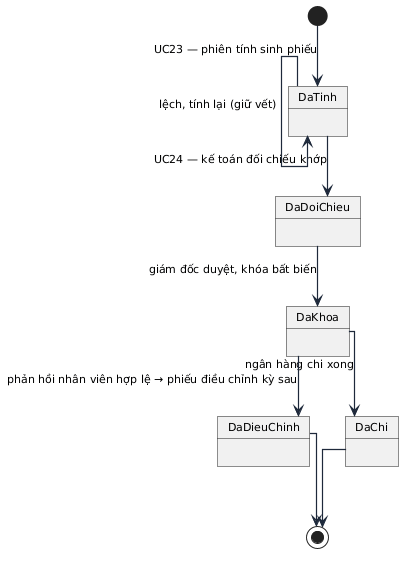 UC23 — phiên tính sinh phiếu
DaTinh
lệch, tính lại (giữ vết)
UC24 — kế toán đối chiếu khớp
DaDoiChieu
giám đốc duyệt, khóa bất biến
DaKhoa
ngân hàng chi xong
phản hồi nhân viên hợp lệ → phiếu điều chỉnh kỳ sau
DaDieuChinh
DaChi